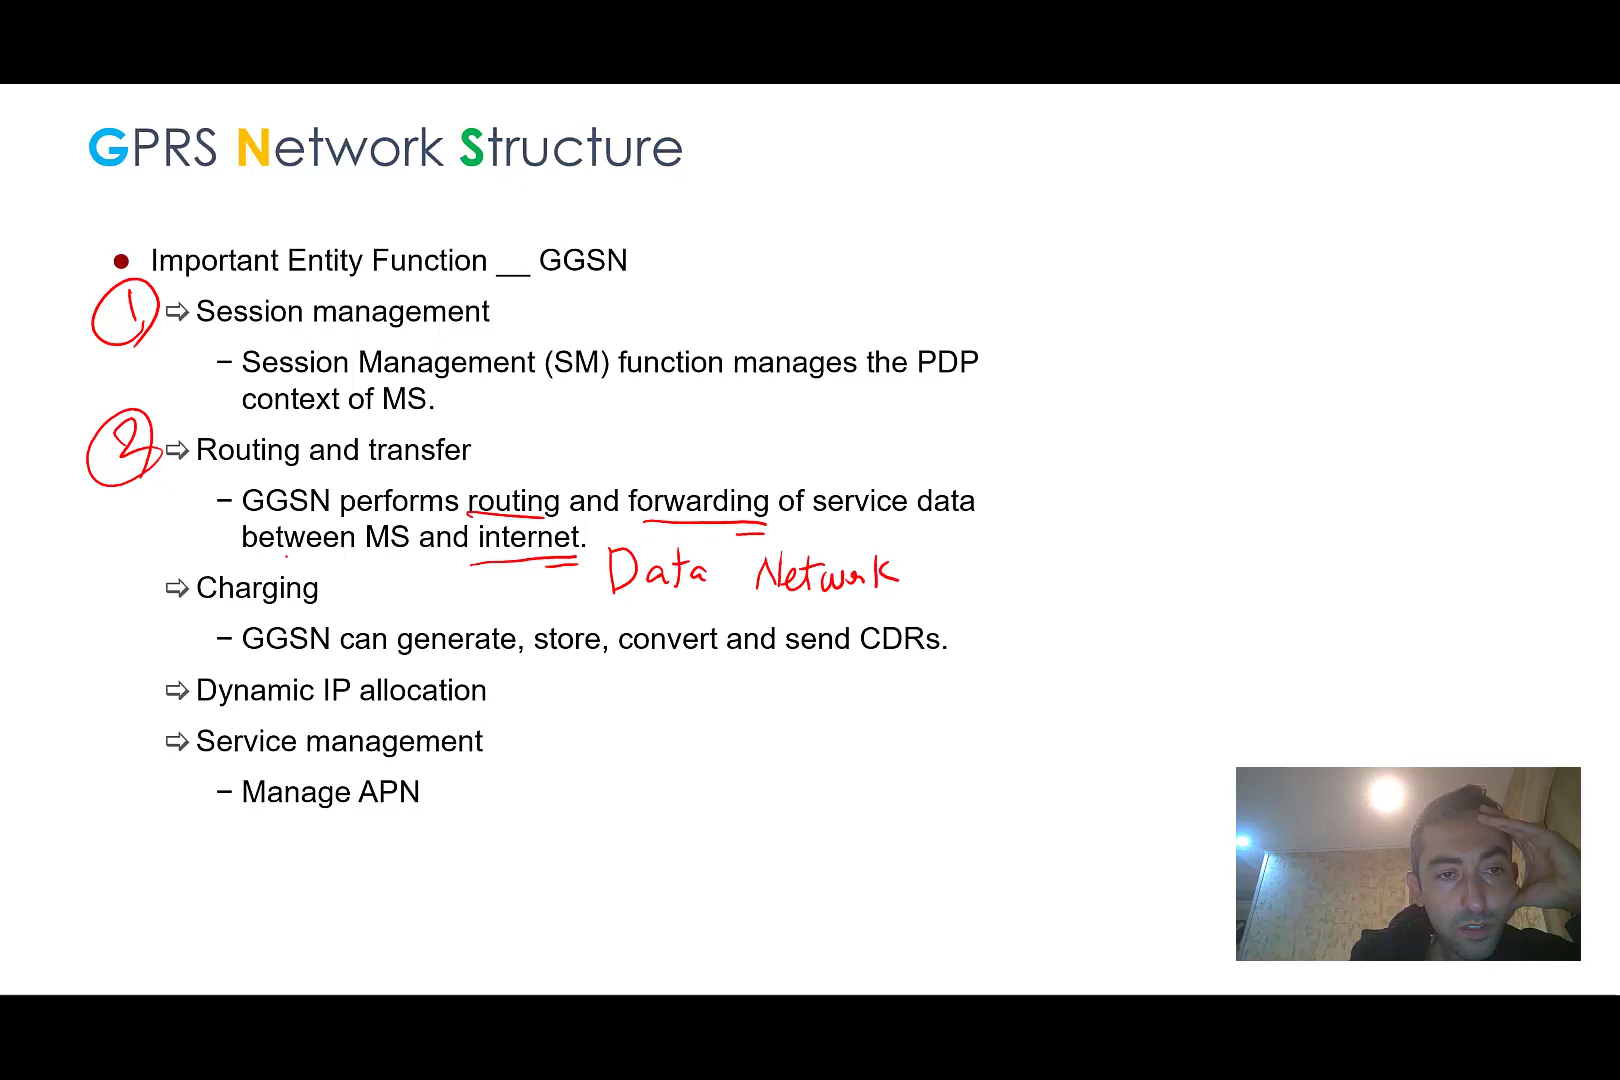 GPRS Network Structure
● Important Entity Function __ GGSN
1
⇨ Session management
– Session Management (SM) function manages the PDP
context of MS.
2
⇨ Routing and transfer
– GGSN performs routing and forwarding of service data
between MS and internet.
Data Network
⇨ Charging
– GGSN can generate, store, convert and send CDRs.
⇨ Dynamic IP allocation
⇨ Service management
– Manage APN